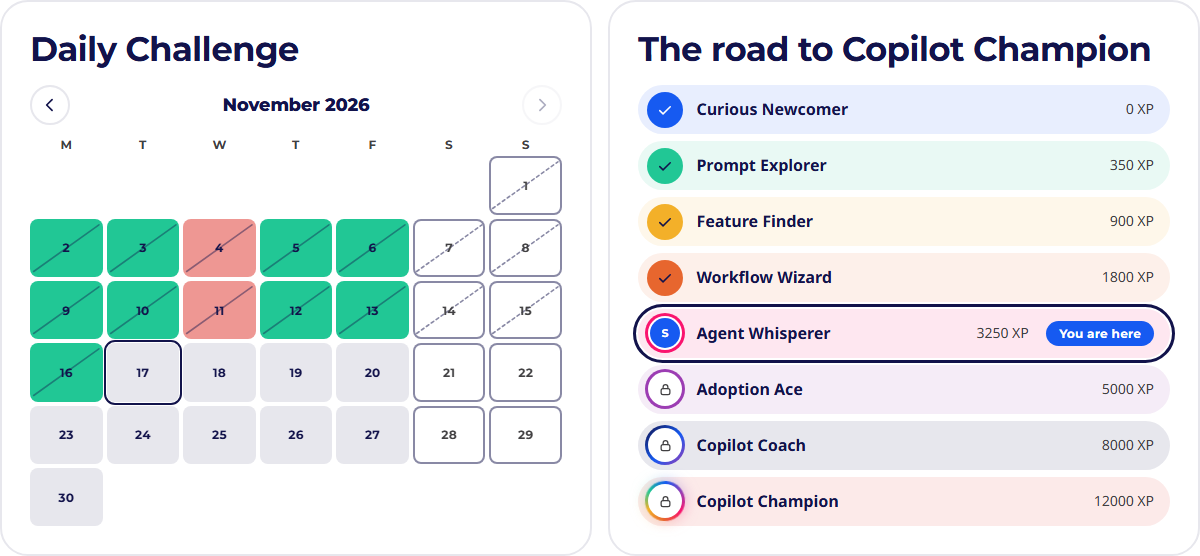 Daily Challenge
November 2026
M T W T F S S
1
2 3 4 5 6 7 8
9 10 11 12 13 14 15
16 17 18 19 20 21 22
23 24 25 26 27 28 29
30
The road to Copilot Champion
Curious Newcomer 0 XP
Prompt Explorer 350 XP
Feature Finder 900 XP
Workflow Wizard 1800 XP
S Agent Whisperer 3250 XP You are here
Adoption Ace 5000 XP
Copilot Coach 8000 XP
Copilot Champion 12000 XP